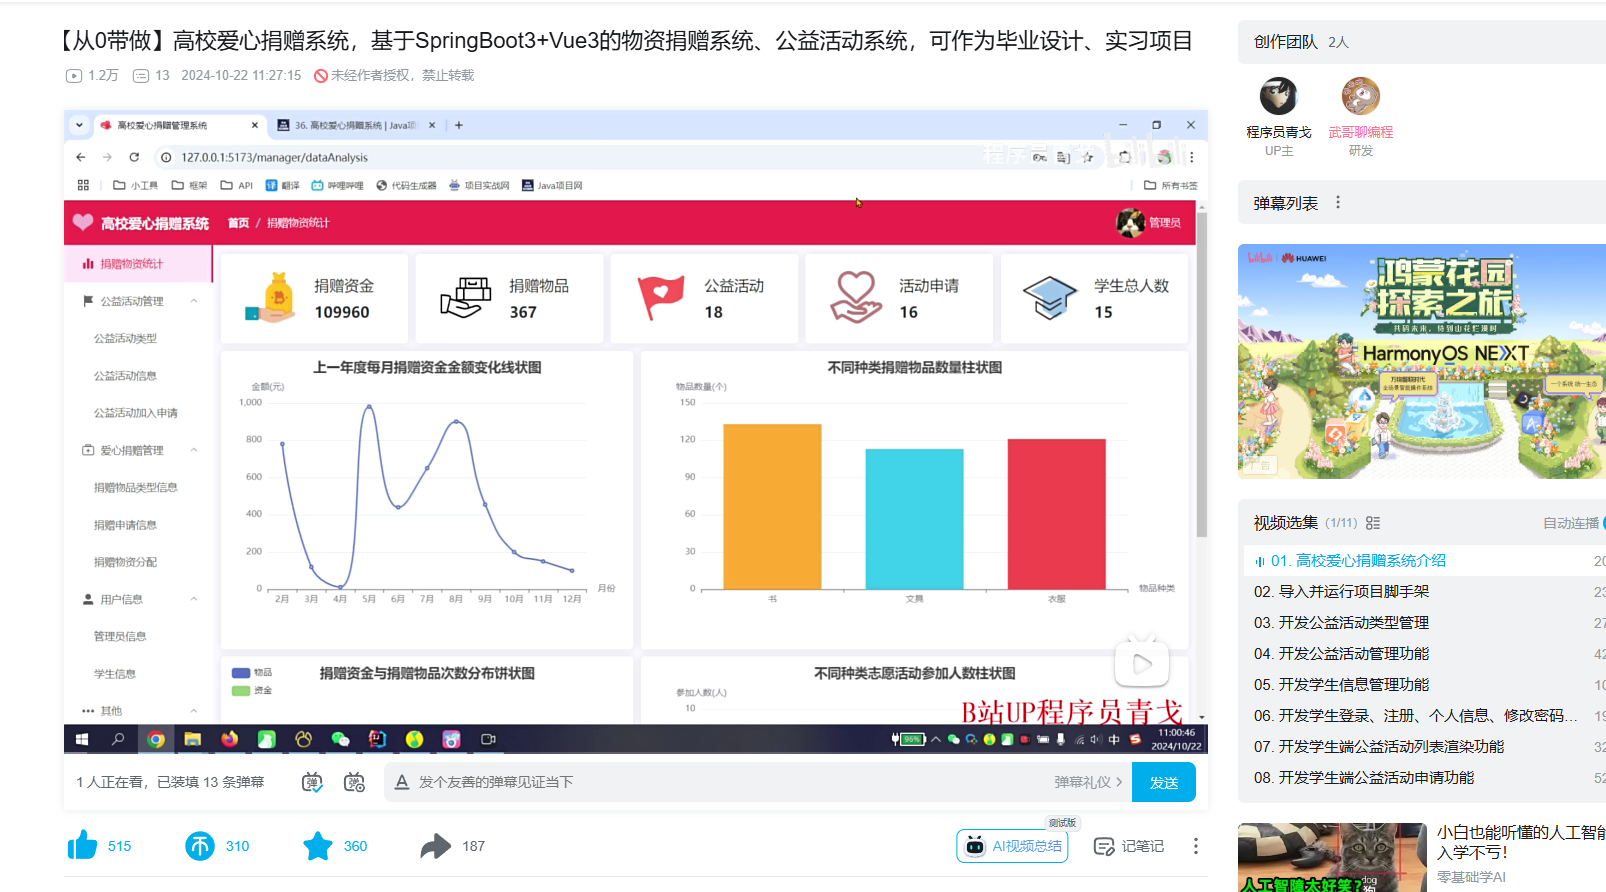 【从0带做】高校爱心捐赠系统，基于SpringBoot3+Vue3的物资捐赠系统、公益活动系统，可作为毕业设计、实习项目
1.2万 13 2024-10-22 11:27:15 未经作者授权，禁止转载
高校爱心捐赠管理系统
36. 高校爱心捐赠系统 | Java项
127.0.0.1:5173/manager/dataAnalysis
小工具 框架 API 翻译 哔哩哔哩 代码生成器 项目实战网 Java项目网 所有书签
高校爱心捐赠系统 首页 / 捐赠物资统计 管理员
捐赠物资统计
公益活动管理
公益活动类型
公益活动信息
公益活动加入申请
爱心捐赠管理
捐赠物品类型信息
捐赠申请信息
捐赠物资分配
用户信息
管理员信息
学生信息
其他
捐赠资金
109960
捐赠物品
367
公益活动
18
活动申请
16
学生总人数
15
上一年度每月捐赠资金金额变化线状图
金额(元)
1,000
800
600
400
200
0
2月 3月 4月 5月 6月 7月 8月 9月 10月 11月 12月
月份
不同种类捐赠物品数量柱状图
物品数量(个)
150
120
90
60
30
0
书 文具 衣服
物品种类
物品
资金
捐赠资金与捐赠物品次数分布饼状图
不同种类志愿活动参加人数柱状图
参加人数(人)
10
B站UP程序员青戈
96%
中
11:00:46
2024/10/22
1 人正在看，已装填 13 条弹幕
发个友善的弹幕见证当下
弹幕礼仪
发送
515 310 360 187
测试版
AI视频总结
记笔记
创作团队 2人
程序员青戈
UP主
武哥聊编程
研发
弹幕列表
bilibili HUAWEI
鸿蒙花园
探索之旅
共码未来，待到山花烂漫时
HarmonyOS NEXT
广告
视频选集 (1/11) 自动连播
01. 高校爱心捐赠系统介绍
02. 导入并运行项目脚手架
03. 开发公益活动类型管理
04. 开发公益活动管理功能
05. 开发学生信息管理功能
06. 开发学生登录、注册、个人信息、修改密码...
07. 开发学生端公益活动列表渲染功能
08. 开发学生端公益活动申请功能
小白也能听懂的人工智能
入学不亏！
零基础学AI
dog
狗
人工智障太好笑？